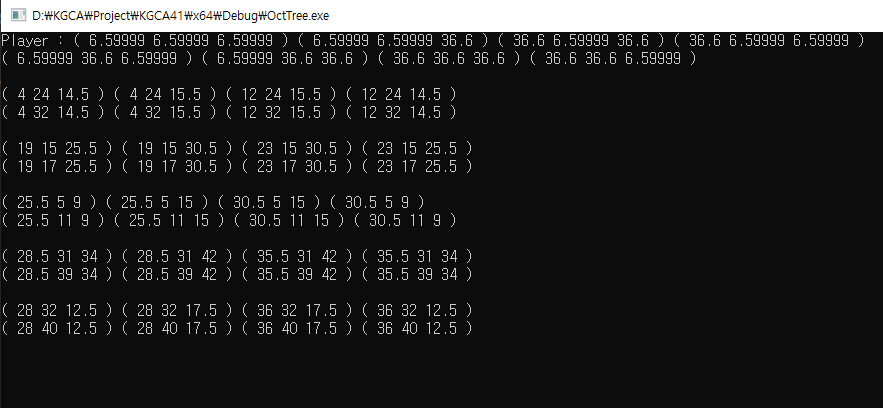 D:₩KGCA₩Project₩KGCA41₩x64₩Debug₩OctTree.exe
Player : ( 6.59999 6.59999 6.59999 ) ( 6.59999 6.59999 36.6 ) ( 36.6 6.59999 36.6 ) ( 36.6 6.59999 6.59999 )
( 6.59999 36.6 6.59999 ) ( 6.59999 36.6 36.6 ) ( 36.6 36.6 36.6 ) ( 36.6 36.6 6.59999 )
( 4 24 14.5 ) ( 4 24 15.5 ) ( 12 24 15.5 ) ( 12 24 14.5 )
( 4 32 14.5 ) ( 4 32 15.5 ) ( 12 32 15.5 ) ( 12 32 14.5 )
( 19 15 25.5 ) ( 19 15 30.5 ) ( 23 15 30.5 ) ( 23 15 25.5 )
( 19 17 25.5 ) ( 19 17 30.5 ) ( 23 17 30.5 ) ( 23 17 25.5 )
( 25.5 5 9 ) ( 25.5 5 15 ) ( 30.5 5 15 ) ( 30.5 5 9 )
( 25.5 11 9 ) ( 25.5 11 15 ) ( 30.5 11 15 ) ( 30.5 11 9 )
( 28.5 31 34 ) ( 28.5 31 42 ) ( 35.5 31 42 ) ( 35.5 31 34 )
( 28.5 39 34 ) ( 28.5 39 42 ) ( 35.5 39 42 ) ( 35.5 39 34 )
( 28 32 12.5 ) ( 28 32 17.5 ) ( 36 32 17.5 ) ( 36 32 12.5 )
( 28 40 12.5 ) ( 28 40 17.5 ) ( 36 40 17.5 ) ( 36 40 12.5 )